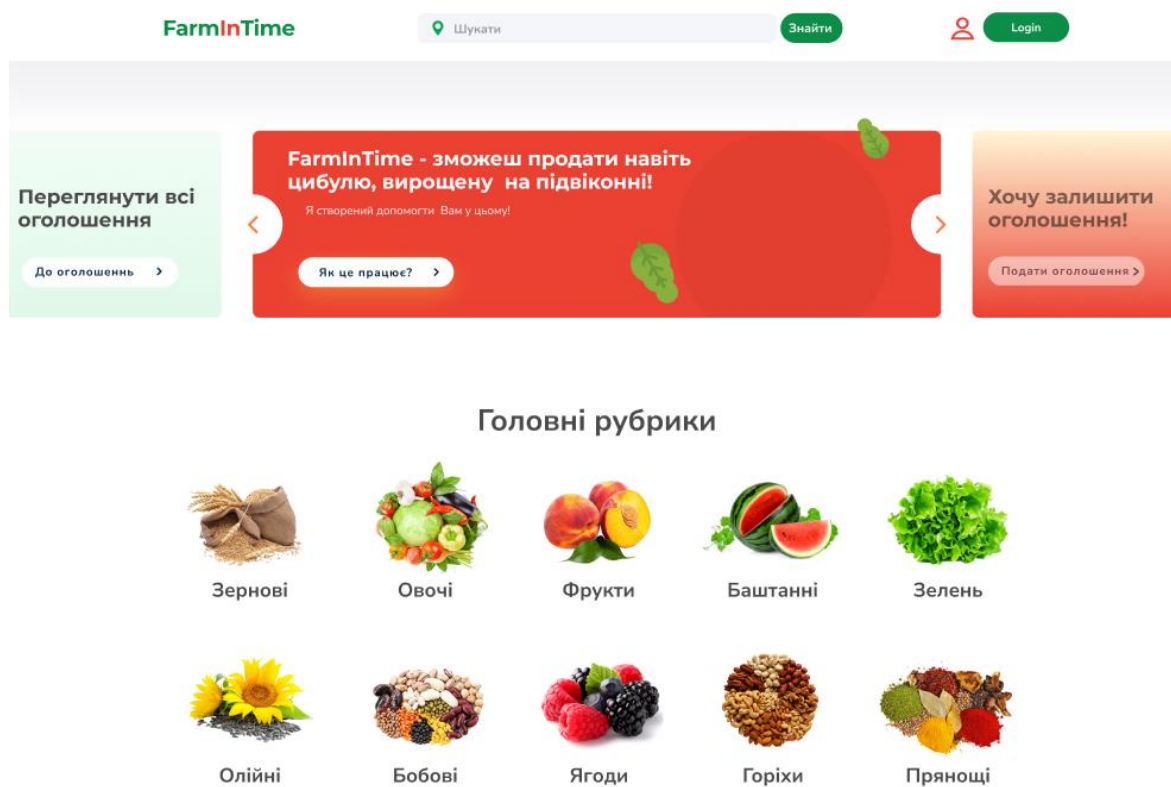 FarmInTime
Шукати
Знайти
Login
Переглянути всі
оголошення
До оголошеннь
FarmInTime - зможеш продати навіть
цибулю, вирощену на підвіконні!
Я створений допомогти Вам у цьому!
Як це працює?
Хочу залишити
оголошення!
Подати оголошення
Головні рубрики
Зернові
Овочі
Фрукти
Баштанні
Зелень
Олійні
Бобові
Ягоди
Горіхи
Прянощі